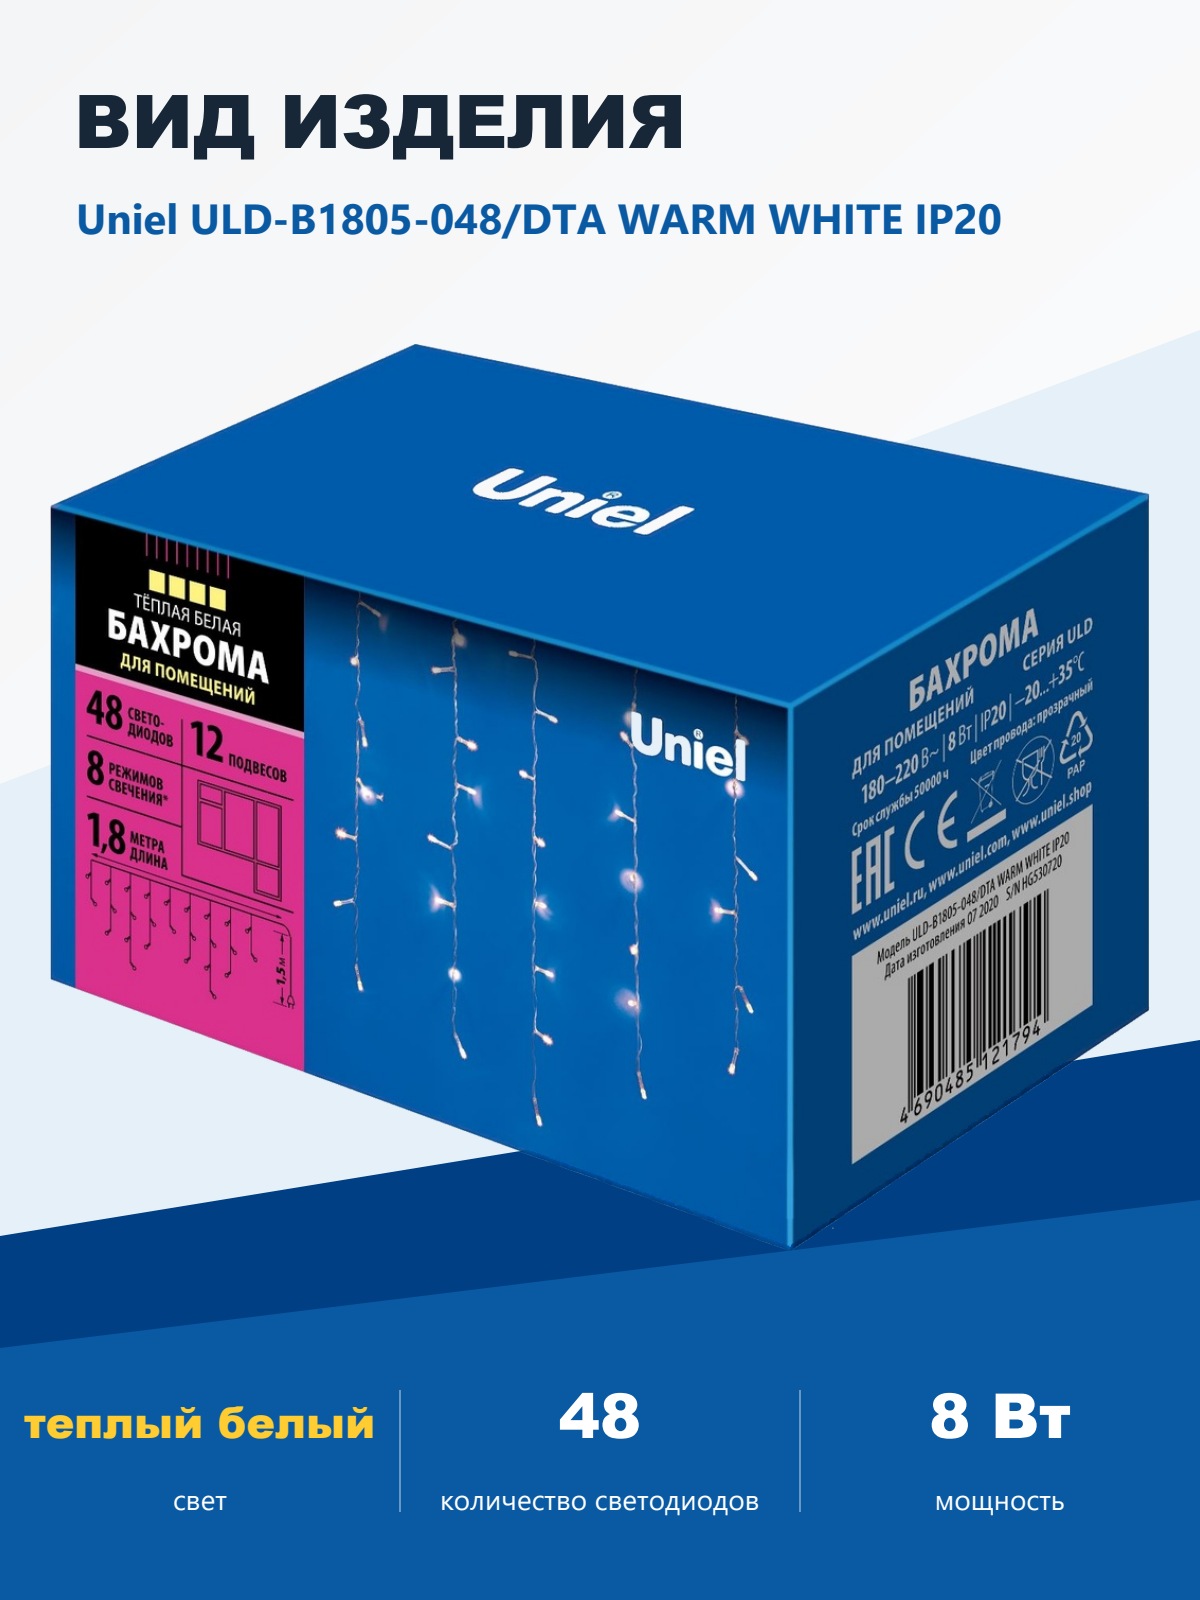 ВИД ИЗДЕЛИЯ
Uniel ULD-B1805-048/DTA WARM WHITE IP20
Uniel
ТЁПЛАЯ БЕЛАЯ
БАХРОМА
ДЛЯ ПОМЕЩЕНИЙ
48 СВЕТО-
ДИОДОВ
12 ПОДВЕСОВ
8 РЕЖИМОВ
СВЕЧЕНИЯ*
1,8 МЕТРА
ДЛИНА
1,5 м
Uniel
БАХРОМА
ДЛЯ ПОМЕЩЕНИЙ СЕРИЯ ULD
180–220 В~ | 8 Вт | IP20 | –20...+35°C
Срок службы 50000 ч Цвет провода: прозрачный
EAC CE 20
PAP
www.uniel.ru, www.uniel.com, www.uniel.shop
Модель ULD-B1805-048/DTA WARM WHITE IP20
Дата изготовления 07 2020 S/N HG530720
4 690485 121794
теплый белый
свет
48
количество светодиодов
8 Вт
мощность